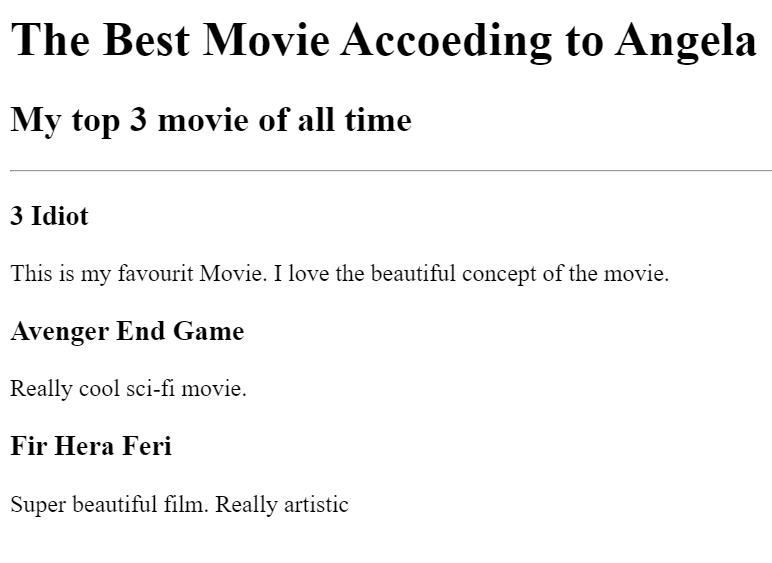 The Best Movie Accoeding to Angela
My top 3 movie of all time
3 Idiot
This is my favourit Movie. I love the beautiful concept of the movie.
Avenger End Game
Really cool sci-fi movie.
Fir Hera Feri
Super beautiful film. Really artistic